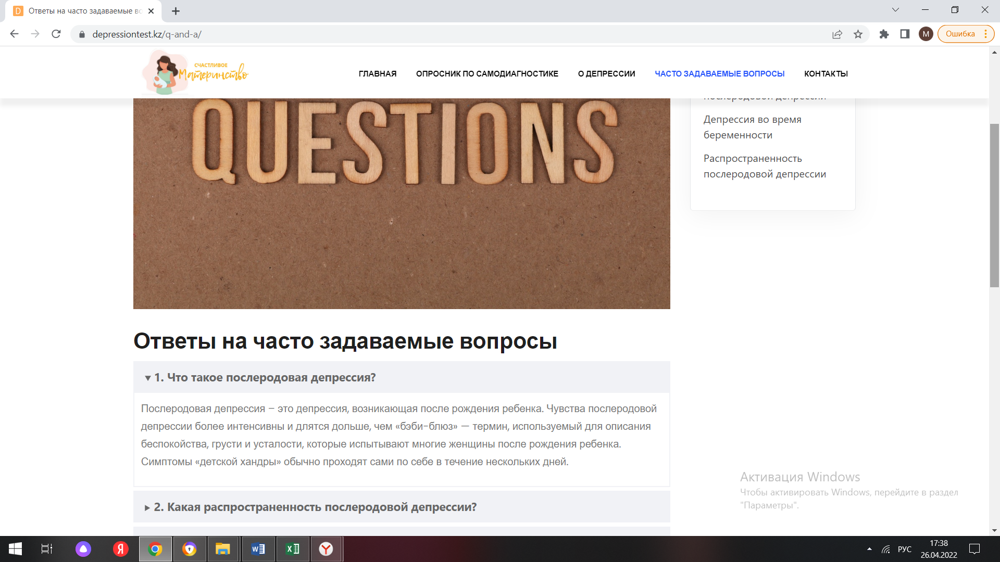 D Ответы на часто задаваемые вс
depressiontest.kz/q-and-a/
M
Ошибка
СЧАСТЛИВОЕ
Материнство
ГЛАВНАЯ
ОПРОСНИК ПО САМОДИАГНОСТИКЕ
О ДЕПРЕССИИ
ЧАСТО ЗАДАВАЕМЫЕ ВОПРОСЫ
КОНТАКТЫ
QUESTIONS
послеродовой депрессии
Депрессия во время
беременности
Распространенность
послеродовой депрессии
Ответы на часто задаваемые вопросы
1. Что такое послеродовая депрессия?
Послеродовая депрессия – это депрессия, возникающая после рождения ребенка. Чувства послеродовой
депрессии более интенсивны и длятся дольше, чем «бэби-блюз» — термин, используемый для описания
беспокойства, грусти и усталости, которые испытывают многие женщины после рождения ребенка.
Симптомы «детской хандры» обычно проходят сами по себе в течение нескольких дней.
2. Какая распространенность послеродовой депрессии?
Активация Windows
Чтобы активировать Windows, перейдите в раздел
"Параметры".
Я
W
X
Y
РУС
17:38
26.04.2022